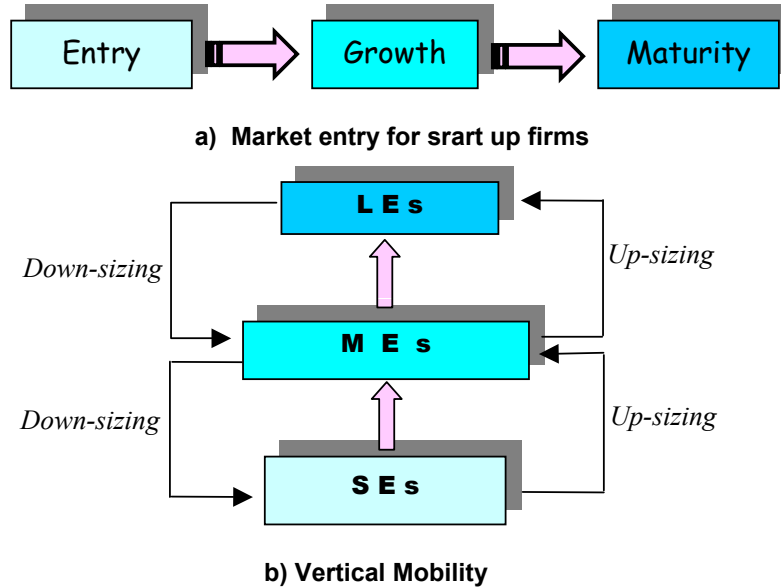 Entry Growth Maturity
a) Market entry for srart up firms
L E s
Down-sizing Up-sizing
M E s
Down-sizing Up-sizing
S E s
b) Vertical Mobility